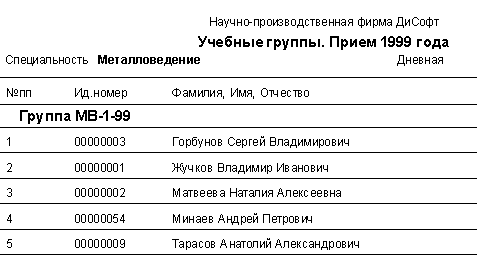 Научно-производственная фирма ДиСофт
Учебные группы. Прием 1999 года
Специальность Металловедение Дневная
№пп Ид.номер Фамилия, Имя, Отчество
Группа МВ-1-99
1 00000003 Горбунов Сергей Владимирович
2 00000001 Жучков Владимир Иванович
3 00000002 Матвеева Наталия Алексеевна
4 00000054 Минаев Андрей Петрович
5 00000009 Тарасов Анатолий Александрович